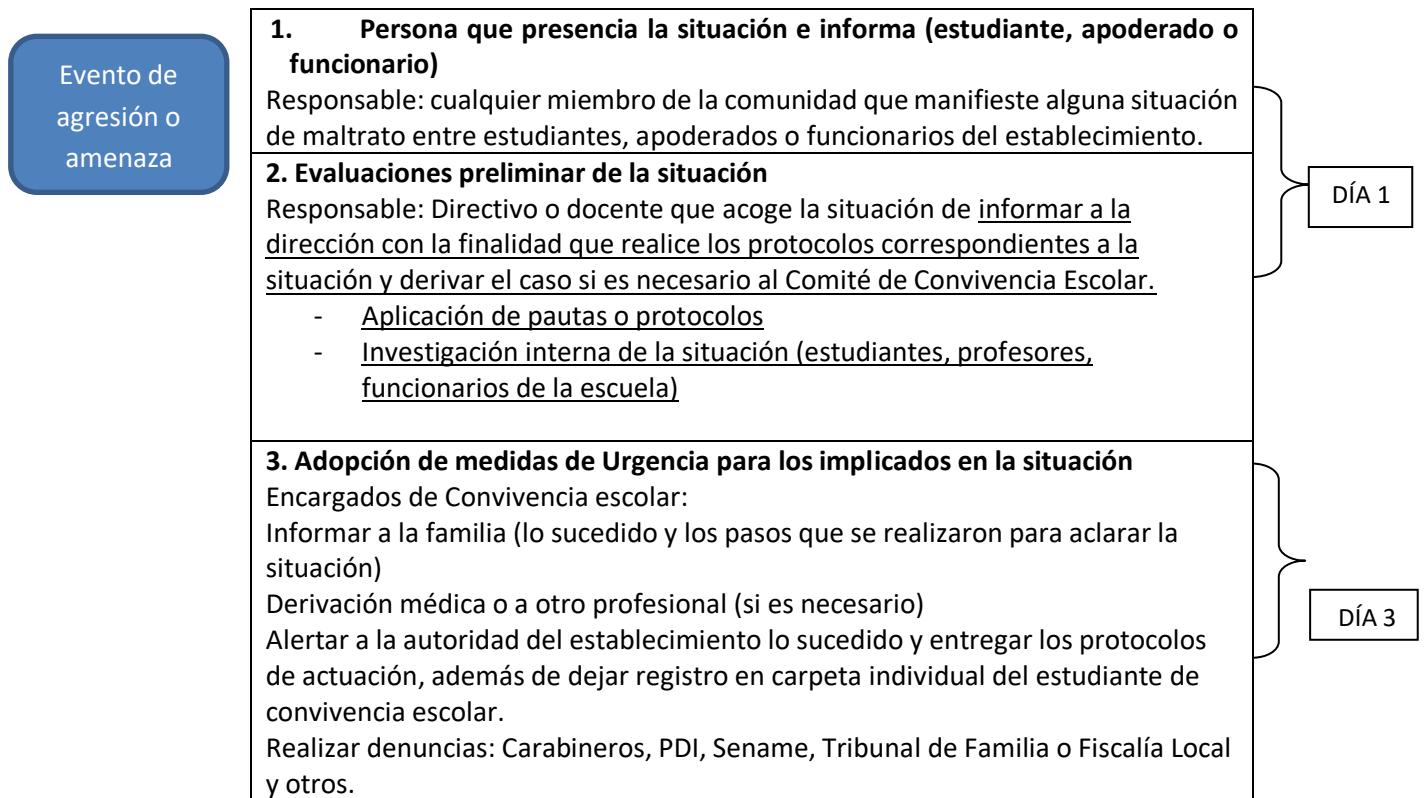 Evento de
agresión o
amenaza
1. Persona que presencia la situación e informa (estudiante, apoderado o
funcionario)
Responsable: cualquier miembro de la comunidad que manifieste alguna situación
de maltrato entre estudiantes, apoderados o funcionarios del establecimiento.
2. Evaluaciones preliminar de la situación
Responsable: Directivo o docente que acoge la situación de informar a la
dirección con la finalidad que realice los protocolos correspondientes a la
situación y derivar el caso si es necesario al Comité de Convivencia Escolar.
- Aplicación de pautas o protocolos
- Investigación interna de la situación (estudiantes, profesores,
funcionarios de la escuela)
DÍA 1
3. Adopción de medidas de Urgencia para los implicados en la situación
Encargados de Convivencia escolar:
Informar a la familia (lo sucedido y los pasos que se realizaron para aclarar la
situación)
Derivación médica o a otro profesional (si es necesario)
Alertar a la autoridad del establecimiento lo sucedido y entregar los protocolos
de actuación, además de dejar registro en carpeta individual del estudiante de
convivencia escolar.
Realizar denuncias: Carabineros, PDI, Sename, Tribunal de Familia o Fiscalía Local
y otros.
DÍA 3